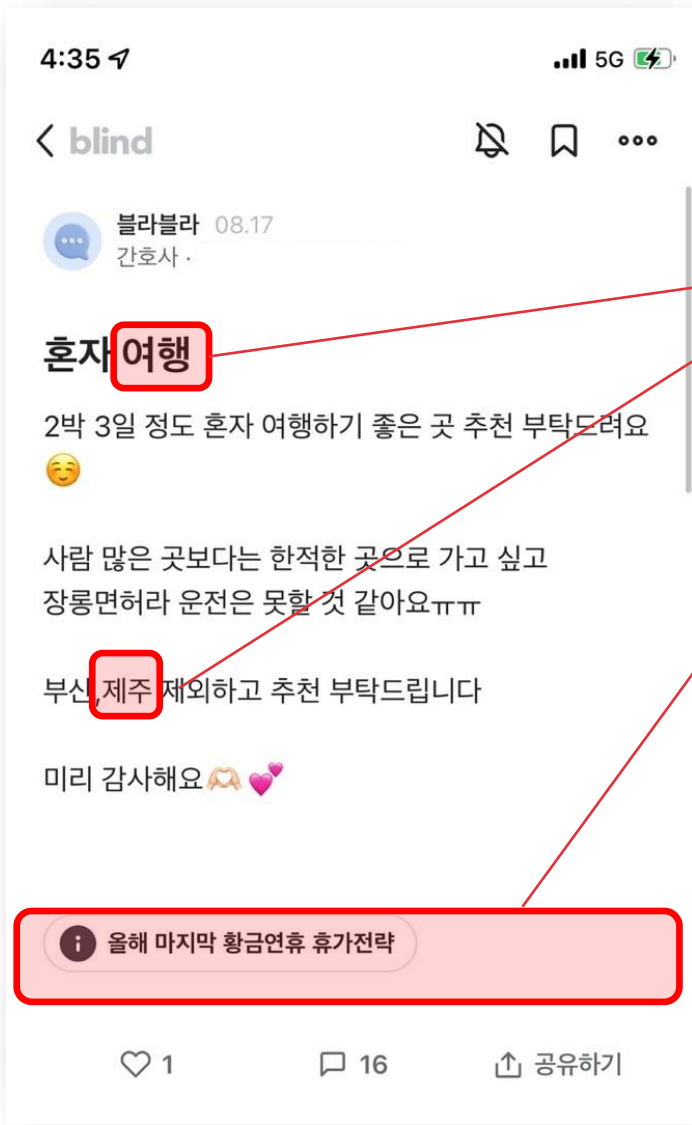 4:35
5G
blind
블라블라 08.17
간호사 ·
혼자 여행
2박 3일 정도 혼자 여행하기 좋은 곳 추천 부탁드려요
☺️
사람 많은 곳보다는 한적한 곳으로 가고 싶고
장롱면허라 운전은 못할 것 같아요ㅠㅠ
부산,제주 제외하고 추천 부탁드립니다
미리 감사해요🫶🏻 💕
올해 마지막 황금연휴 휴가전략
1
16
공유하기